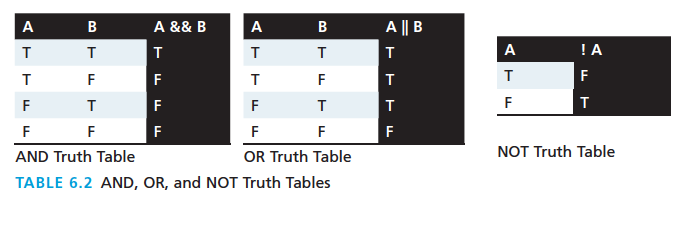 A B A && B
T T T
T F F
F T F
F F F
AND Truth Table
A B A || B
T T T
T F T
F T T
F F F
OR Truth Table
A ! A
T F
F T
NOT Truth Table
TABLE 6.2 AND, OR, and NOT Truth Tables